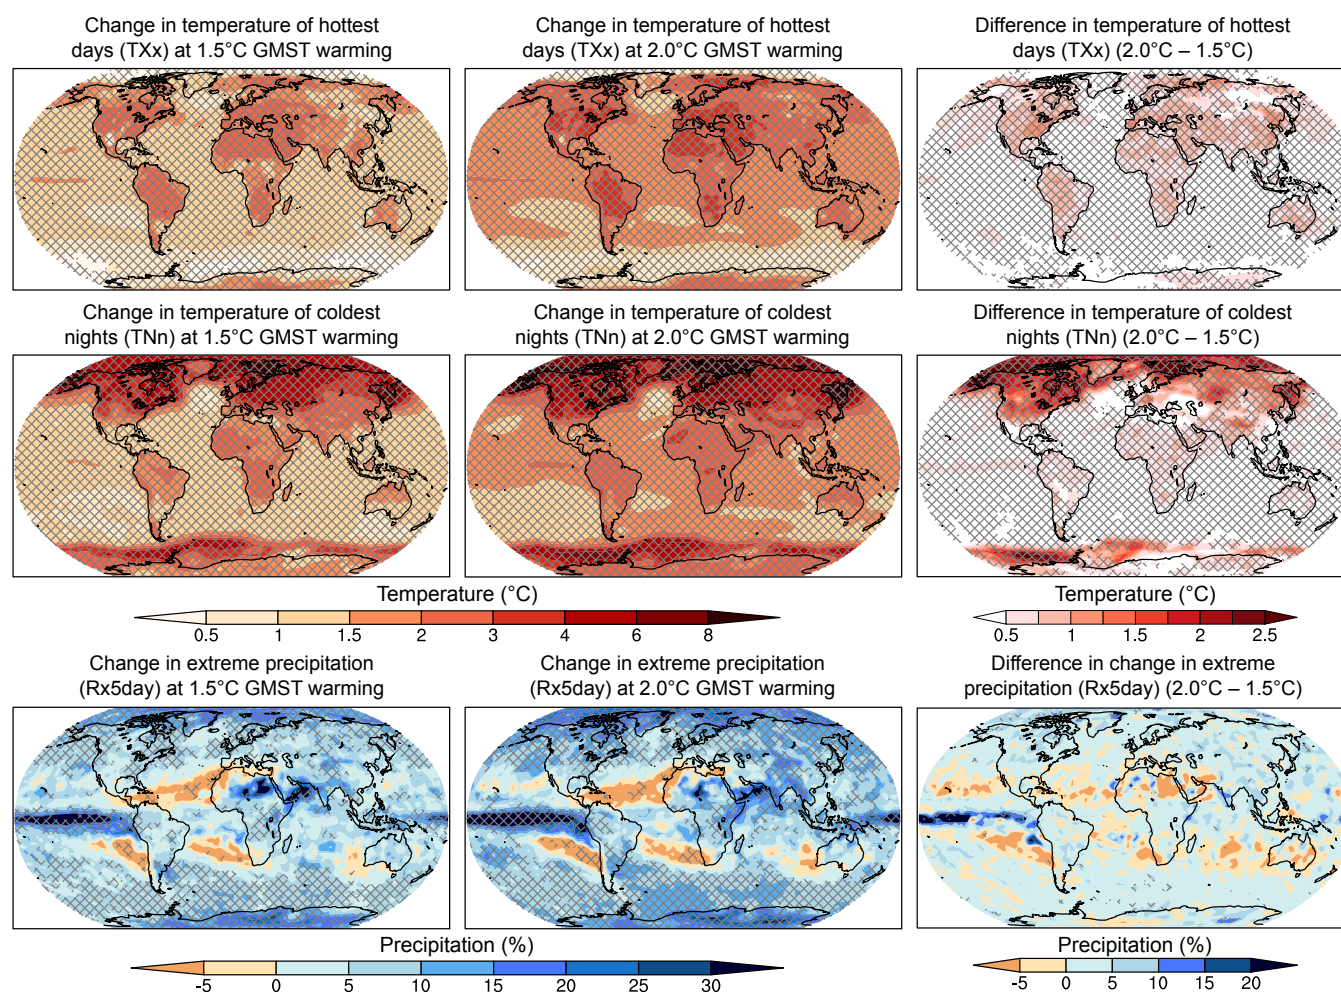 Change in temperature of hottest
days (TXx) at 1.5°C GMST warming
Change in temperature of hottest
days (TXx) at 2.0°C GMST warming
Difference in temperature of hottest
days (TXx) (2.0°C – 1.5°C)
Change in temperature of coldest
nights (TNn) at 1.5°C GMST warming
Change in temperature of coldest
nights (TNn) at 2.0°C GMST warming
Difference in temperature of coldest
nights (TNn) (2.0°C – 1.5°C)
Temperature (°C)
0.5 1 1.5 2 3 4 6 8
Temperature (°C)
0.5 1 1.5 2 2.5
Change in extreme precipitation
(Rx5day) at 1.5°C GMST warming
Change in extreme precipitation
(Rx5day) at 2.0°C GMST warming
Difference in change in extreme
precipitation (Rx5day) (2.0°C – 1.5°C)
Precipitation (%)
-5 0 5 10 15 20 25 30
Precipitation (%)
-5 0 5 10 15 20